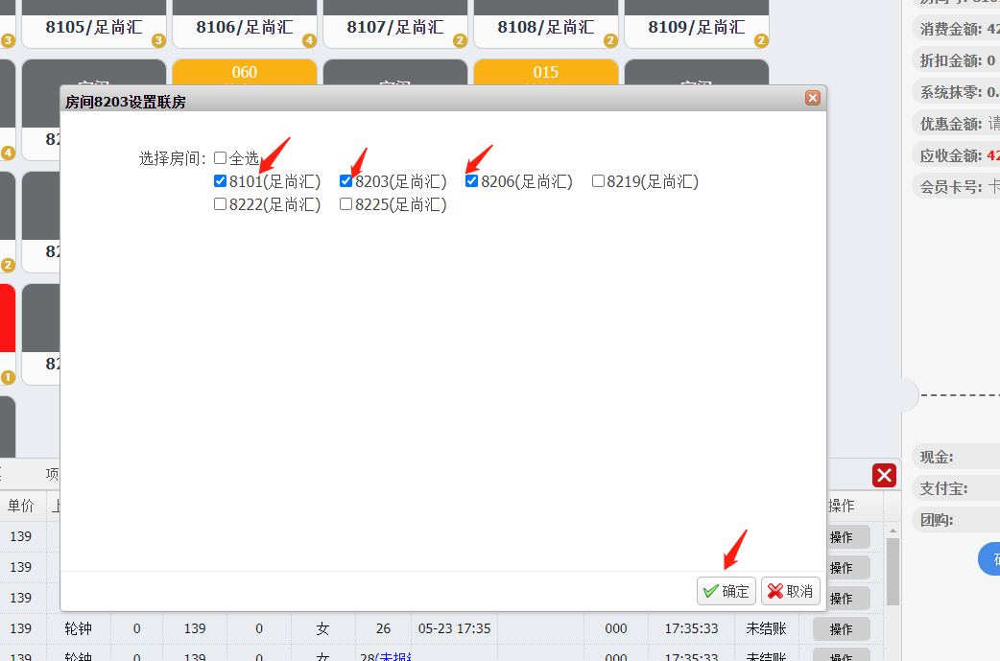 8105/足尚汇
8106/足尚汇
8107/足尚汇
8108/足尚汇
8109/足尚汇
3
3
4
2
2
2
消费金额: 42
060
015
折扣金额: 0
房间8203设置联房
系统抹零: 0.
优惠金额: 请
82
4
应收金额: 42
选择房间: 全选
8101(足尚汇) 8203(足尚汇) 8206(足尚汇) 8219(足尚汇)
会员卡号: 卡
8222(足尚汇) 8225(足尚汇)
82
2
82
1
现金:
项
支付宝:
单价 上 操作
团购:
139 操作
139 操作
确定 取消
139 操作
139 轮钟 0 139 0 女 26 05-23 17:35 000 17:35:33 未结账 操作
139 轮钟 0 139 0 女 28(未报 000 17:35:33 未结账 操作